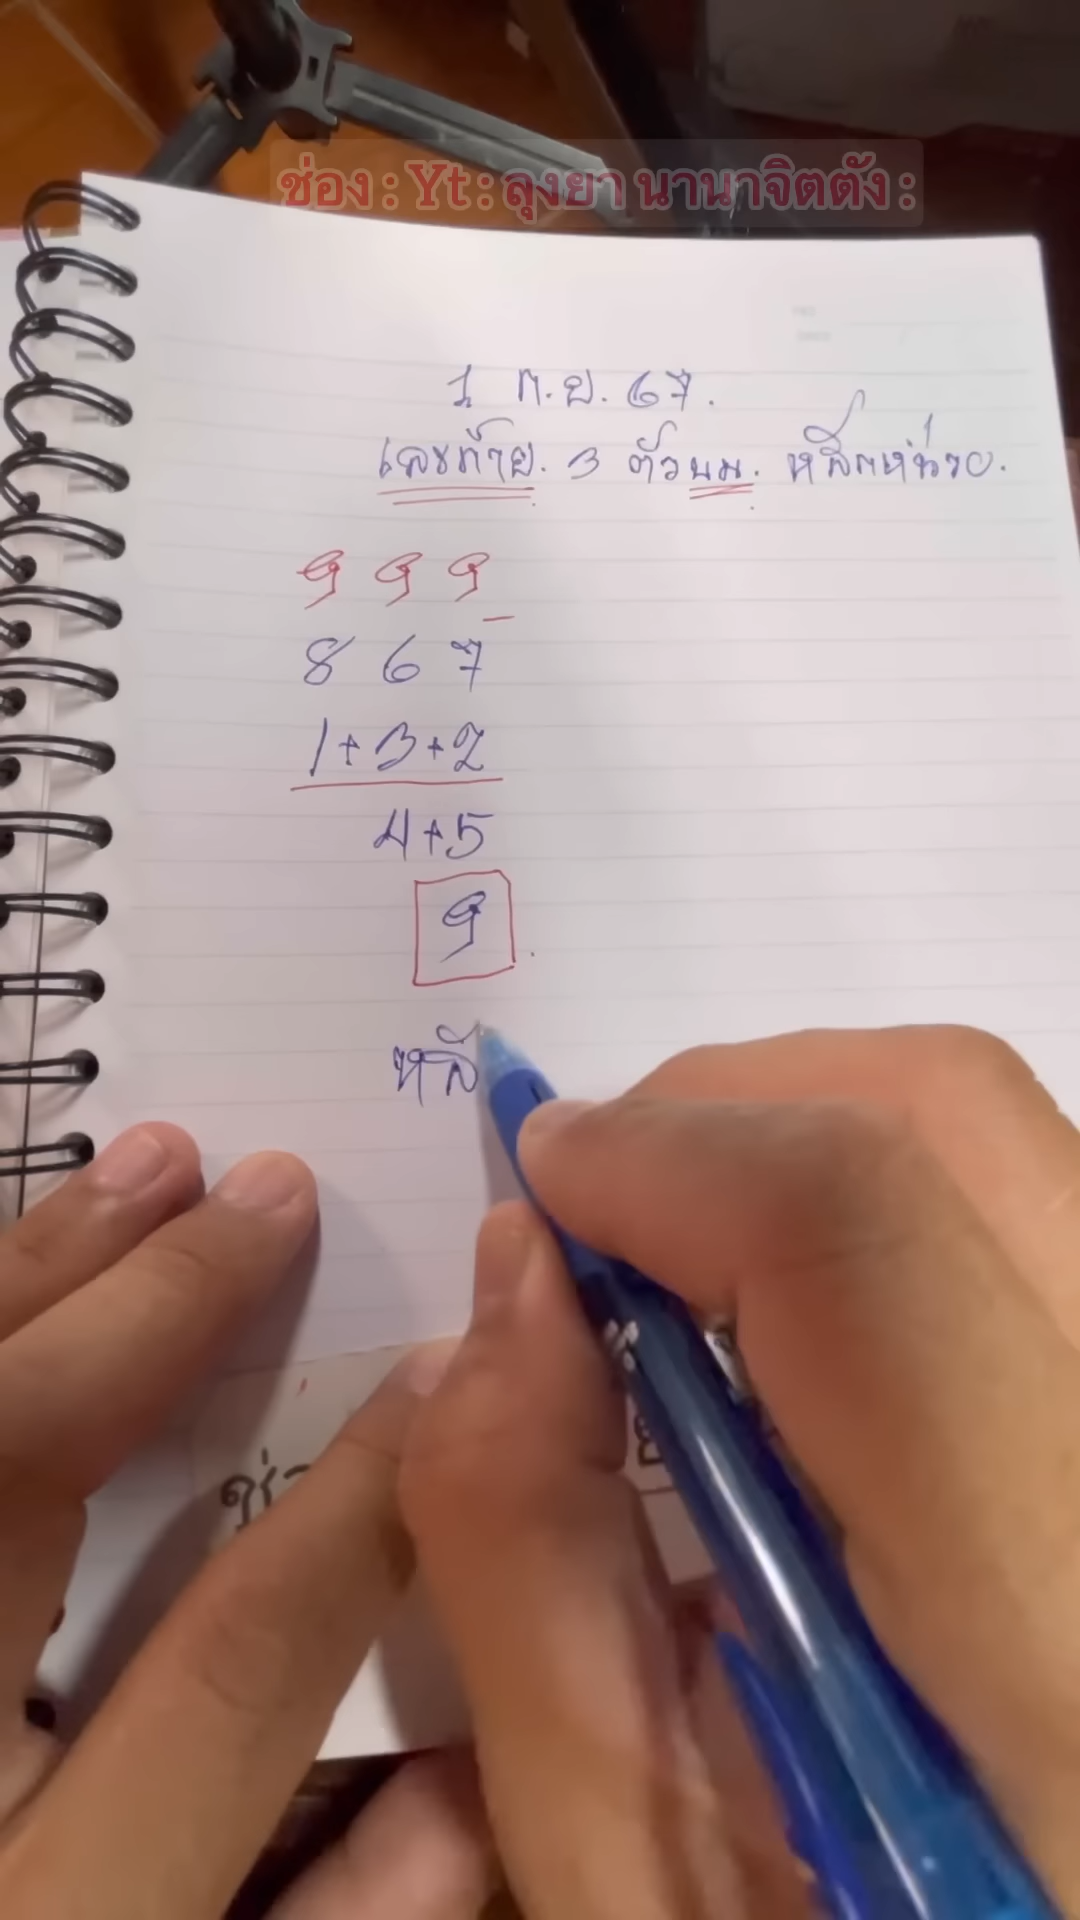 ช่อง : Yt : ลุงยา นานาจิตตัง :
1 ก.ย. 67.
เลขท้าย. 3 ตัวบน. หลักหน่วย.
9 9 9
8 6 7
1+3+2
4+5
9
หลั